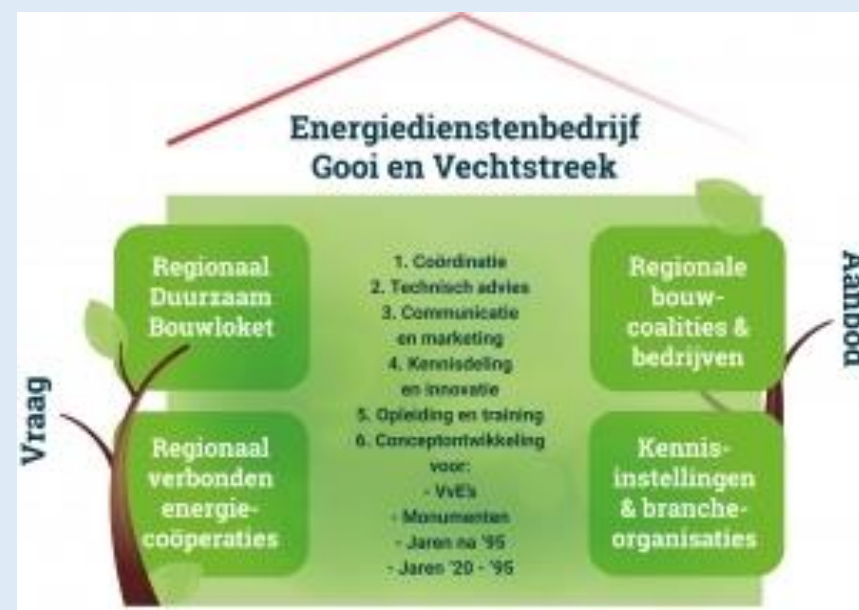 Energiedienstenbedrijf
Gooi en Vechtstreek
Vraag
Regionaal
Duurzaam
Bouwloket
Regionaal
verbonden
energie-
coöperaties
1. Coördinatie
2. Technisch advies
3. Communicatie
en marketing
4. Kennisdeling
en innovatie
5. Opleiding en training
6. Conceptontwikkeling
voor:
- VvE's
- Monumenten
- Jaren na '95
- Jaren '20 - '95
Regionale
bouw-
coalities &
bedrijven
Kennis-
instellingen
& branche-
organisaties
Aanbod